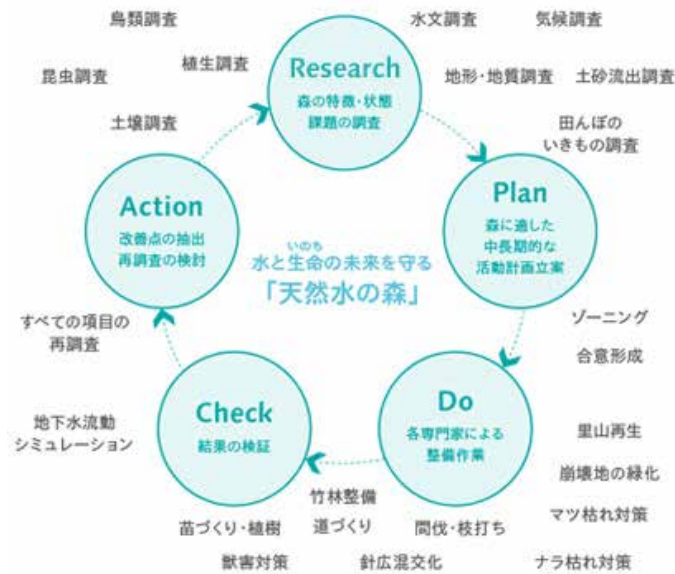 鳥類調査
水文調査
気候調査
昆虫調査
植生調査
Research
森の特徴・状態
課題の調査
地形・地質調査
土砂流出調査
土壌調査
田んぼの
いきもの調査
Action
改善点の抽出
再調査の検討
Plan
森に適した
中長期的な
活動計画立案
いのち
水と生命の未来を守る
「天然水の森」
すべての項目の
再調査
ゾーニング
合意形成
Check
結果の検証
Do
各専門家による
整備作業
地下水流動
シミュレーション
里山再生
崩壊地の緑化
竹林整備
苗づくり・植樹
道づくり
間伐・枝打ち
マツ枯れ対策
獣害対策
針広混交化
ナラ枯れ対策